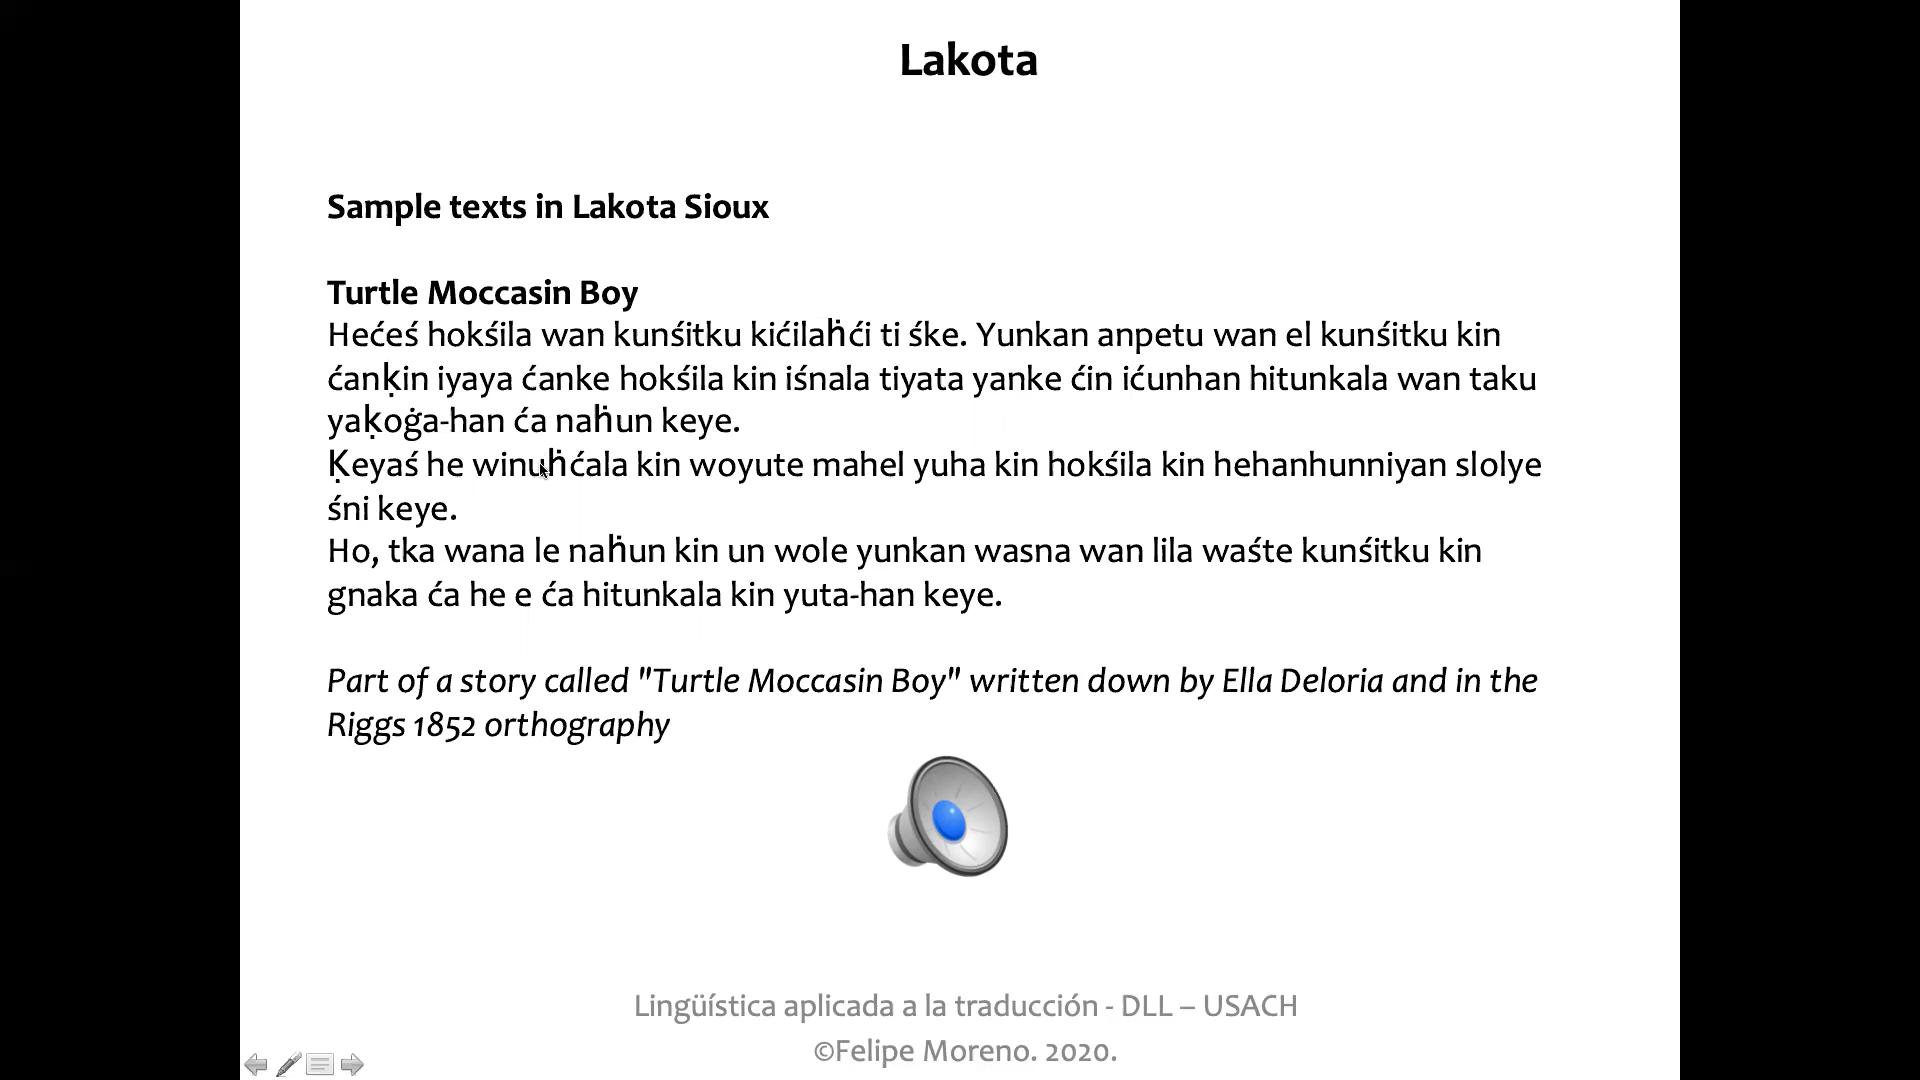 Lakota
Sample texts in Lakota Sioux
Turtle Moccasin Boy
Hećeś hokśila wan kunśitku kićilaḣći ti śke. Yunkan anpetu wan el kunśitku kin
ćanḳin iyaya ćanke hokśila kin iśnala tiyata yanke ćin ićunhan hitunkala wan taku
yaḳoġa-han ća naḣun keye.
Ḳeyaś he winuḣćala kin woyute mahel yuha kin hokśila kin hehanhunniyan slolye
śni keye.
Ho, tka wana le naḣun kin un wole yunkan wasna wan lila waśte kunśitku kin
gnaka ća he e ća hitunkala kin yuta-han keye.
Part of a story called "Turtle Moccasin Boy" written down by Ella Deloria and in the
Riggs 1852 orthography
Lingüística aplicada a la traducción - DLL – USACH
©Felipe Moreno. 2020.